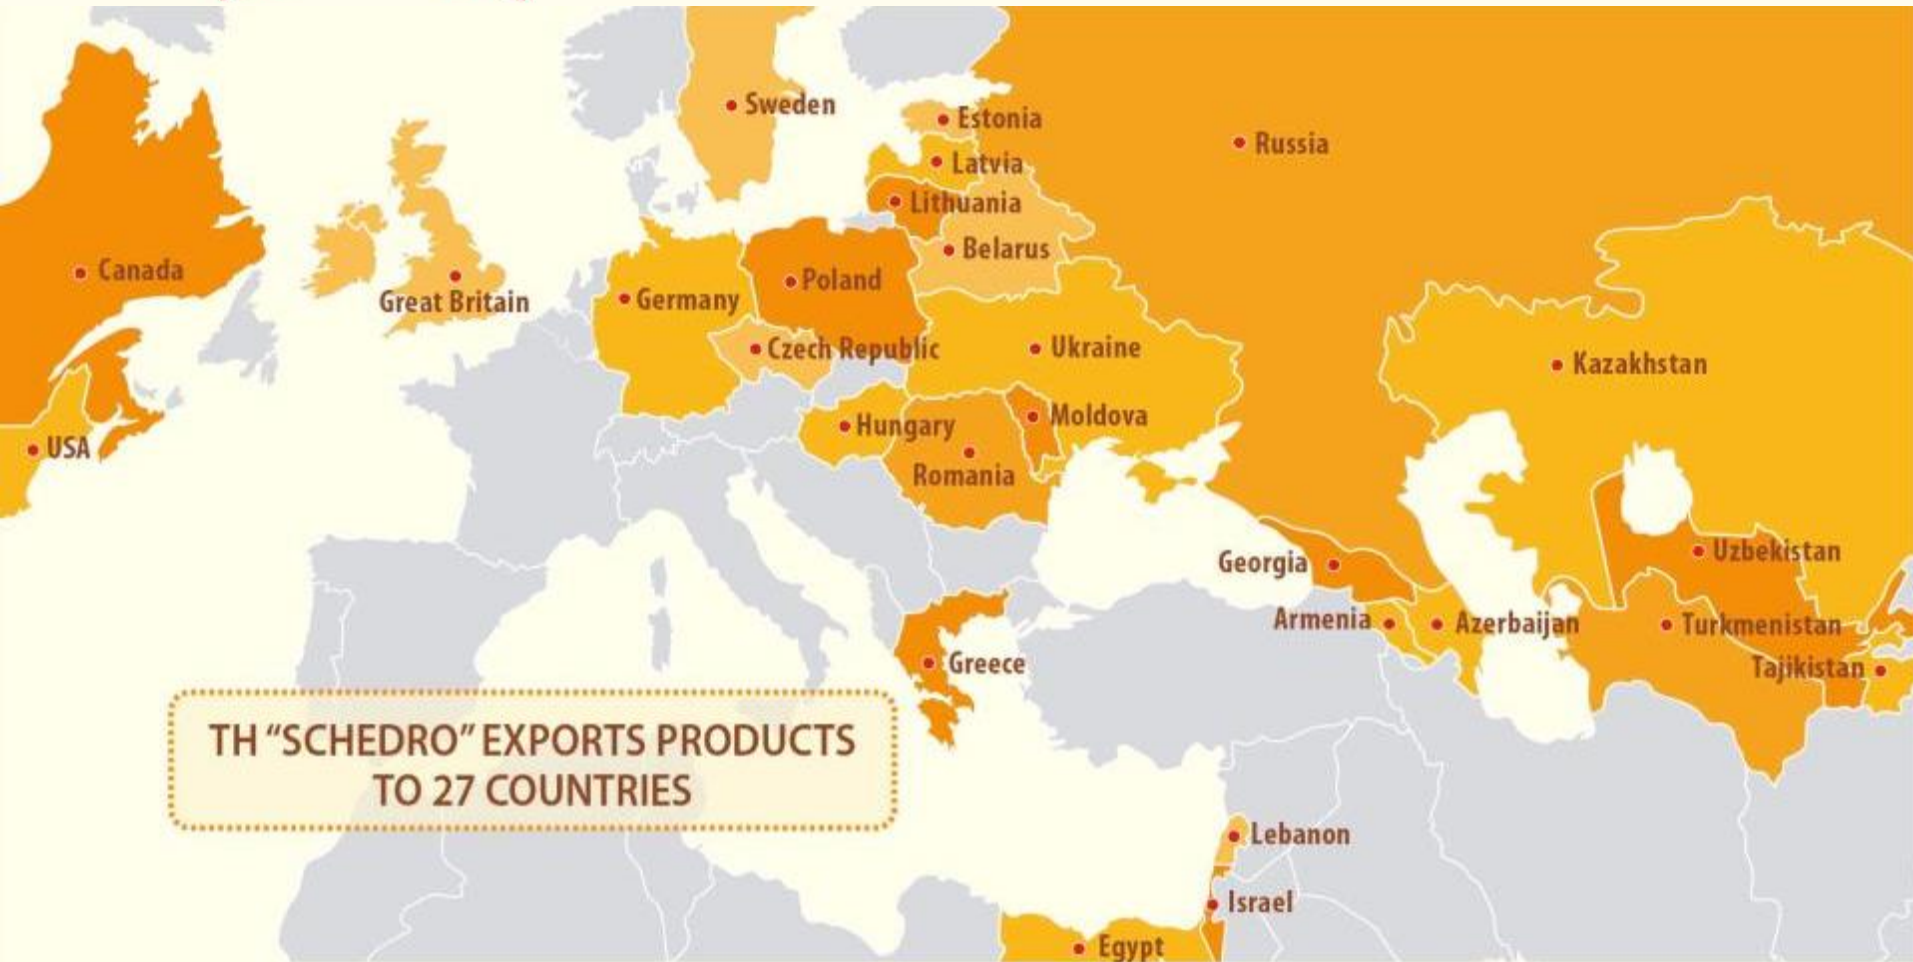 Sweden
Estonia
Russia
Latvia
Lithuania
Belarus
Canada
Poland
Great Britain
Germany
Czech Republic
Ukraine
Kazakhstan
Moldova
Hungary
USA
Romania
Uzbekistan
Georgia
Armenia
Azerbaijan
Turkmenistan
Greece
Tajikistan
TH “SCHEDRO” EXPORTS PRODUCTS
TO 27 COUNTRIES
Lebanon
Israel
Egypt